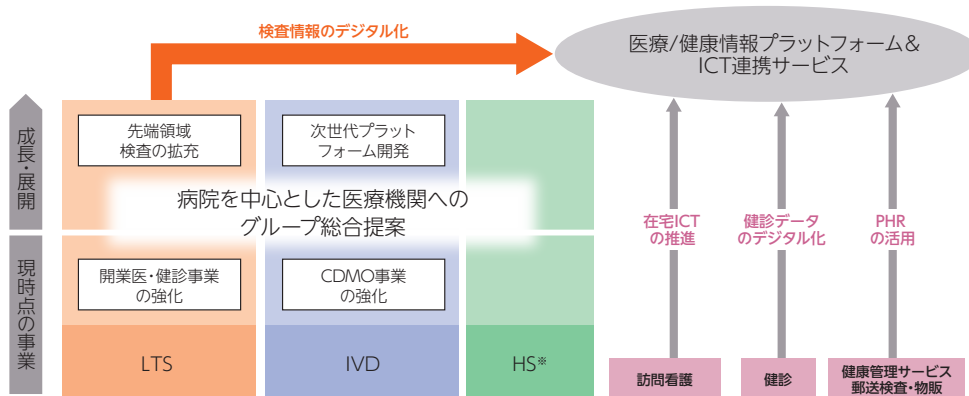 検査情報のデジタル化
医療/健康情報プラットフォーム＆
ICT連携サービス
成長・展開
先端領域
検査の拡充
次世代プラット
フォーム開発
病院を中心とした医療機関への
グループ総合提案
在宅ICT
の推進
健診データ
のデジタル化
PHR
の活用
現時点の事業
開業医・健診事業
の強化
CDMO事業
の強化
LTS
IVD
HS※
訪問看護
健診
健康管理サービス
郵送検査・物販